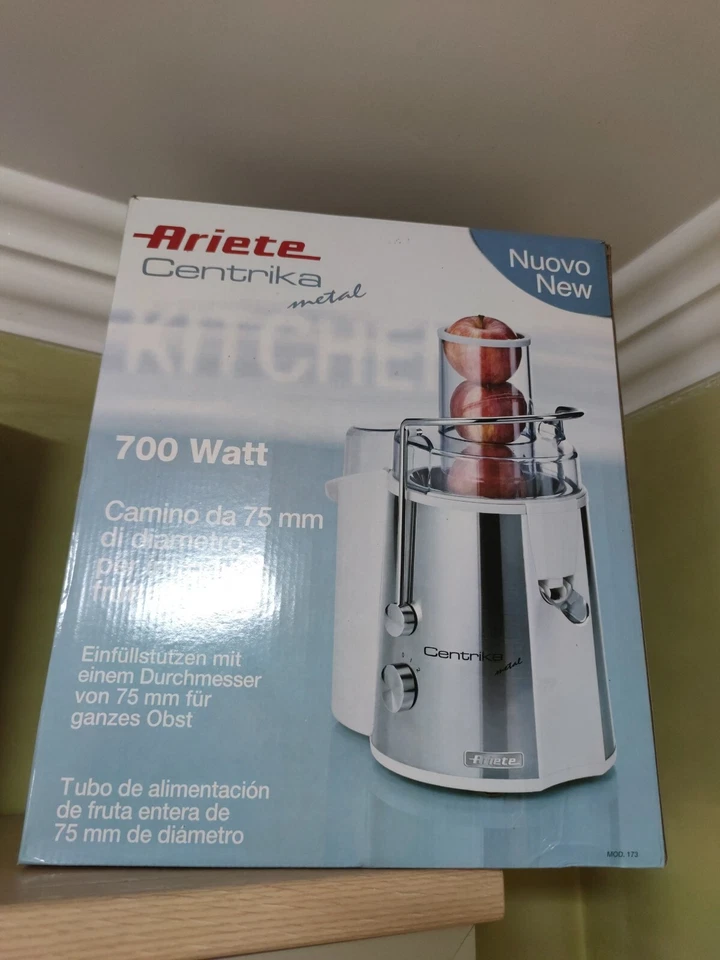 Ariete
Centrika
metal
Nuovo
New
KITCHE
700 Watt
Camino da 75 mm
di diametro
per
Einfüllstutzen mit
einem Durchmesser
von 75 mm für
ganzes Obst
Tubo de alimentación
de fruta entera de
75 mm de diámetro
Centrika
metal
Ariete
MOD. 173